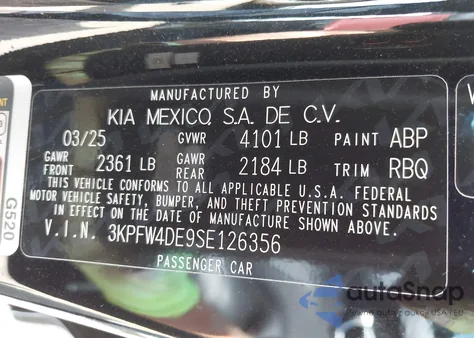 MANUFACTURED BY
KIA MEXICO, S.A. DE C.V.
03/25 GVWR 4101 LB PAINT ABP
GAWR FRONT 2361 LB GAWR REAR 2184 LB TRIM RBQ
THIS VEHICLE CONFORMS TO ALL APPLICABLE U.S.A. FEDERAL
MOTOR VEHICLE SAFETY, BUMPER, AND THEFT PREVENTION STANDARDS
IN EFFECT ON THE DATE OF MANUFACTURE SHOWN ABOVE.
V.I.N. 3KPFW4DE9SE126356
PASSENGER CAR
G520
autoSnap